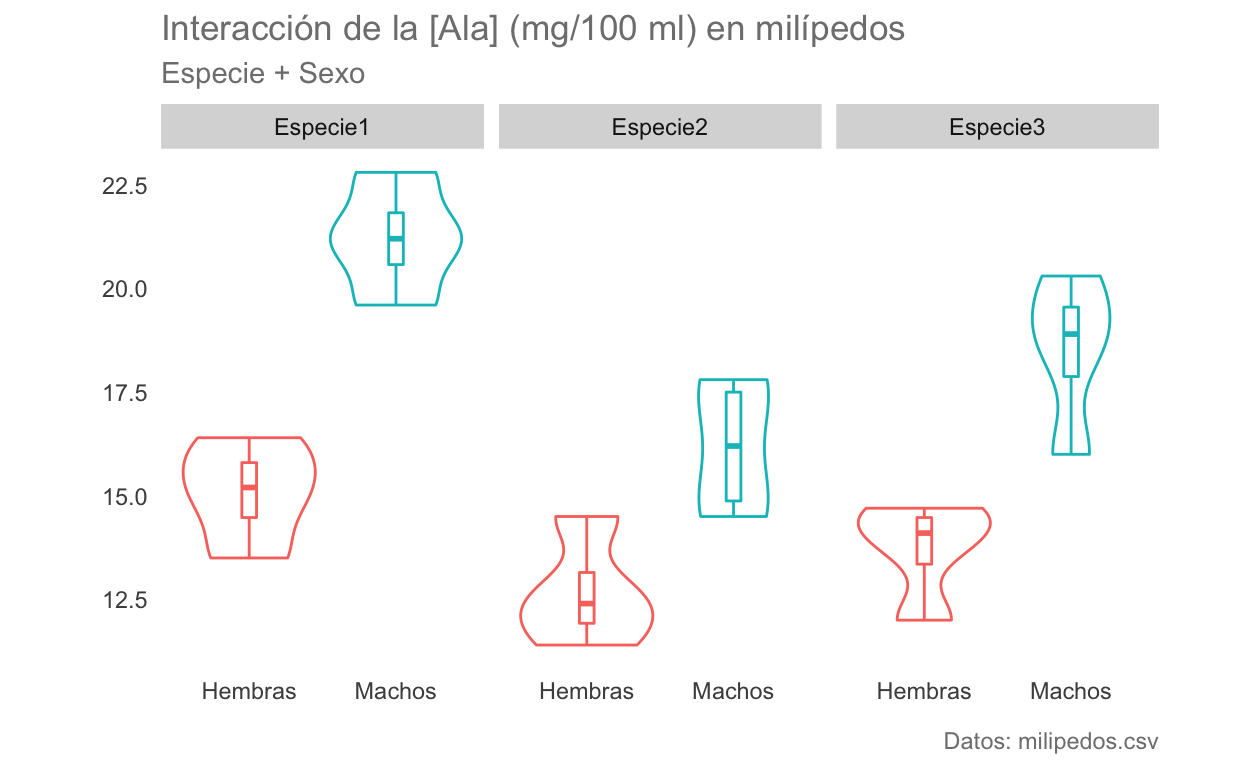 Interacción de la [Ala] (mg/100 ml) en milípedos
Especie + Sexo
Especie1 Especie2 Especie3
22.5
20.0
17.5
15.0
12.5
Hembras Machos Hembras Machos Hembras Machos
Datos: milipedos.csv